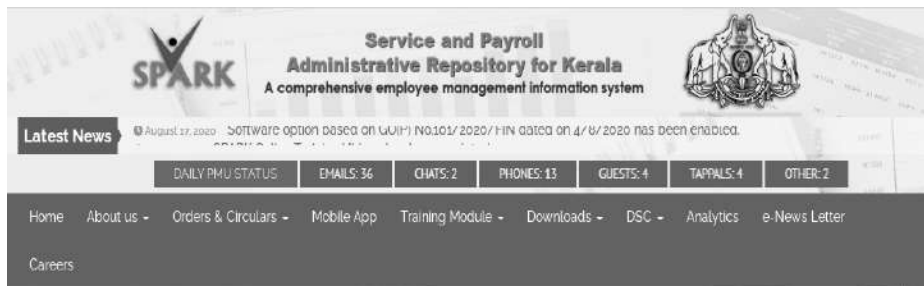 SPARK
Service and Payroll
Administrative Repository for Kerala
A comprehensive employee management information system
Latest News
August 17, 2020 Software option based on GO(P) No.101/2020/FIN dated on 4/8/2020 has been enabled.
DAILY PMU STATUS EMAILS: 36 CHATS: 2 PHONES: 13 GUESTS: 4 TAPPALS: 4 OTHER: 2
Home About us Orders & Circulars Mobile App Training Module Downloads DSC Analytics e-News Letter
Careers